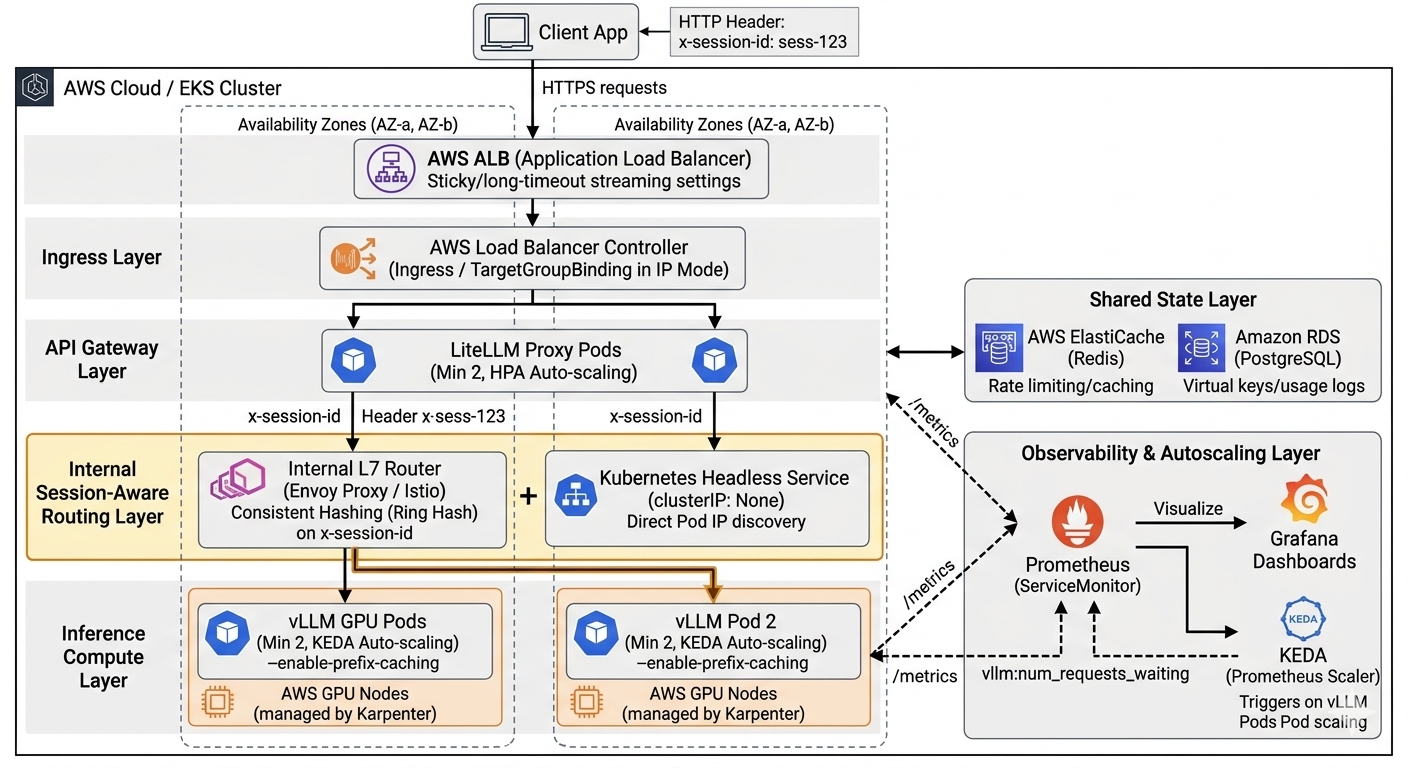 Client App
HTTP Header:
x-session-id: sess-123
AWS Cloud / EKS Cluster
HTTPS requests
Availability Zones (AZ-a, AZ-b)
Availability Zones (AZ-a, AZ-b)
AWS ALB (Application Load Balancer)
Sticky/long-timeout streaming settings
Ingress Layer
AWS Load Balancer Controller
(Ingress / TargetGroupBinding in IP Mode)
API Gateway
Layer
LiteLLM Proxy Pods
(Min 2, HPA Auto-scaling)
x-session-id
Header x-sess-123
x-session-id
Internal
Session-Aware
Routing Layer
Internal L7 Router
(Envoy Proxy / Istio)
Consistent Hashing (Ring Hash)
on x-session-id
+
Kubernetes Headless Service
(clusterIP: None)
Direct Pod IP discovery
Inference
Compute
Layer
vLLM GPU Pods
(Min 2, KEDA Auto-scaling)
–enable-prefix-caching
AWS GPU Nodes
(managed by Karpenter)
vLLM Pod 2
(Min 2, KEDA Auto-scaling)
–enable-prefix-caching
AWS GPU Nodes
(managed by Karpenter)
Shared State Layer
AWS ElastiCache
(Redis)
Rate limiting/caching
Amazon RDS
(PostgreSQL)
Virtual keys/usage logs
/metrics
/metrics
/metrics
Observability & Autoscaling Layer
Prometheus
(ServiceMonitor)
Visualize
Grafana
Dashboards
vllm:num_requests_waiting
KEDA
KEDA
(Prometheus Scaler)
Triggers on vLLM
Pods Pod scaling